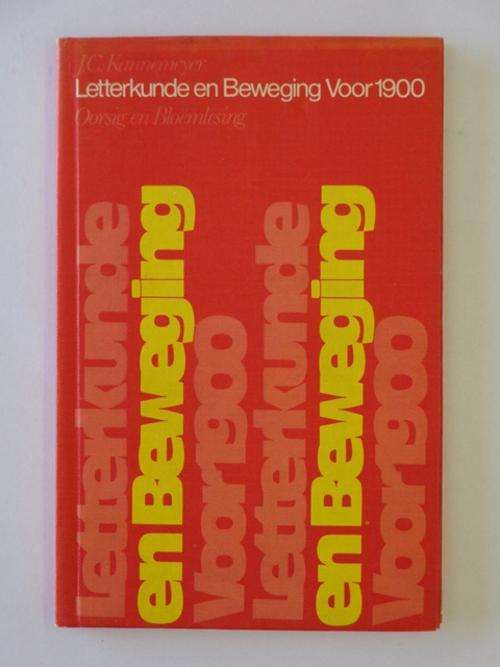 J.C. Kannemeyer
Letterkunde en Beweging Voor 1900
Oorsig en Bloemlesing
Letterkunde
en Beweging
Voor 1900
Letterkunde
en Beweging
Voor 1900